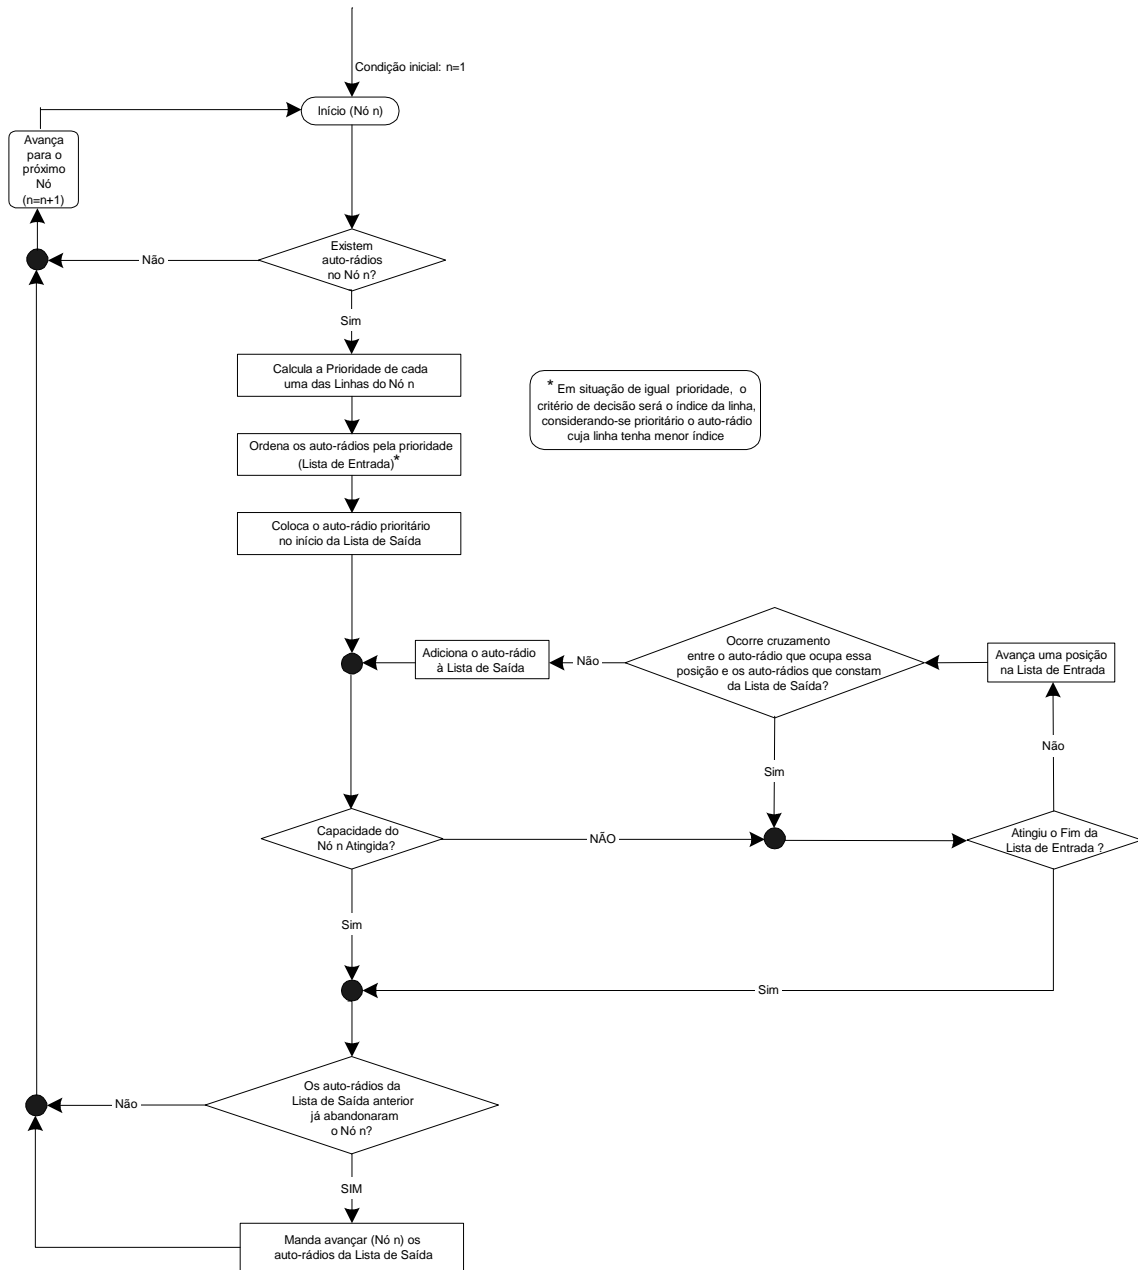 Condição inicial: n=1
Início (Nó n)
Avança
para o
próximo
Nó
(n=n+1)
Existem
auto-rádios
no Nó n?
Não
Sim
Calcula a Prioridade de cada
uma das Linhas do Nó n
* Em situação de igual prioridade, o
critério de decisão será o índice da linha,
considerando-se prioritário o auto-rádio
cuja linha tenha menor índice
Ordena os auto-rádios pela prioridade
(Lista de Entrada)*
Coloca o auto-rádio prioritário
no início da Lista de Saída
Adiciona o auto-rádio
à Lista de Saída
Não
Ocorre cruzamento
entre o auto-rádio que ocupa essa
posição e os auto-rádios que constam
da Lista de Saída?
Avança uma posição
na Lista de Entrada
Não
Sim
Capacidade do
Nó n Atingida?
NÃO
Atingiu o Fim da
Lista de Entrada ?
Sim
Sim
Os auto-rádios da
Lista de Saída anterior
já abandonaram
o Nó n?
Não
SIM
Manda avançar (Nó n) os
auto-rádios da Lista de Saída